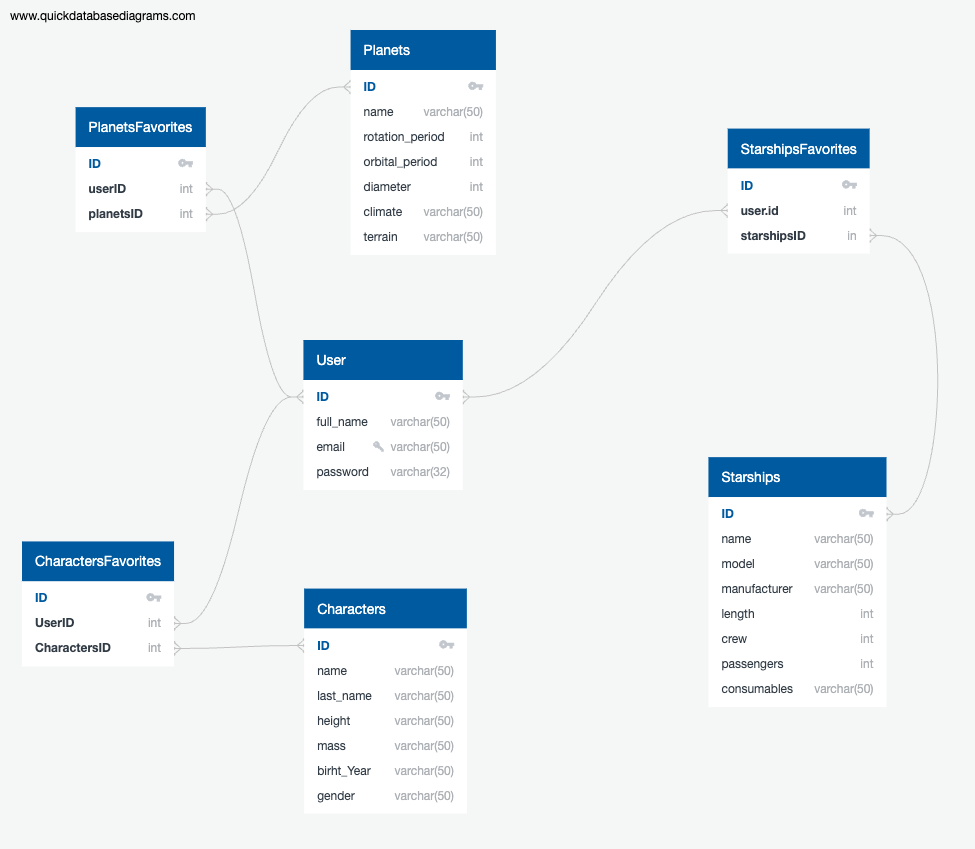 www.quickdatabasediagrams.com
Planets
ID
name varchar(50)
rotation_period int
orbital_period int
diameter int
climate varchar(50)
terrain varchar(50)
PlanetsFavorites
ID
userID int
planetsID int
StarshipsFavorites
ID
user.id int
starshipsID in
User
ID
full_name varchar(50)
email varchar(50)
password varchar(32)
Starships
ID
name varchar(50)
model varchar(50)
manufacturer varchar(50)
length int
crew int
passengers int
consumables varchar(50)
CharactersFavorites
ID
UserID int
CharactersID int
Characters
ID
name varchar(50)
last_name varchar(50)
height varchar(50)
mass varchar(50)
birht_Year varchar(50)
gender varchar(50)